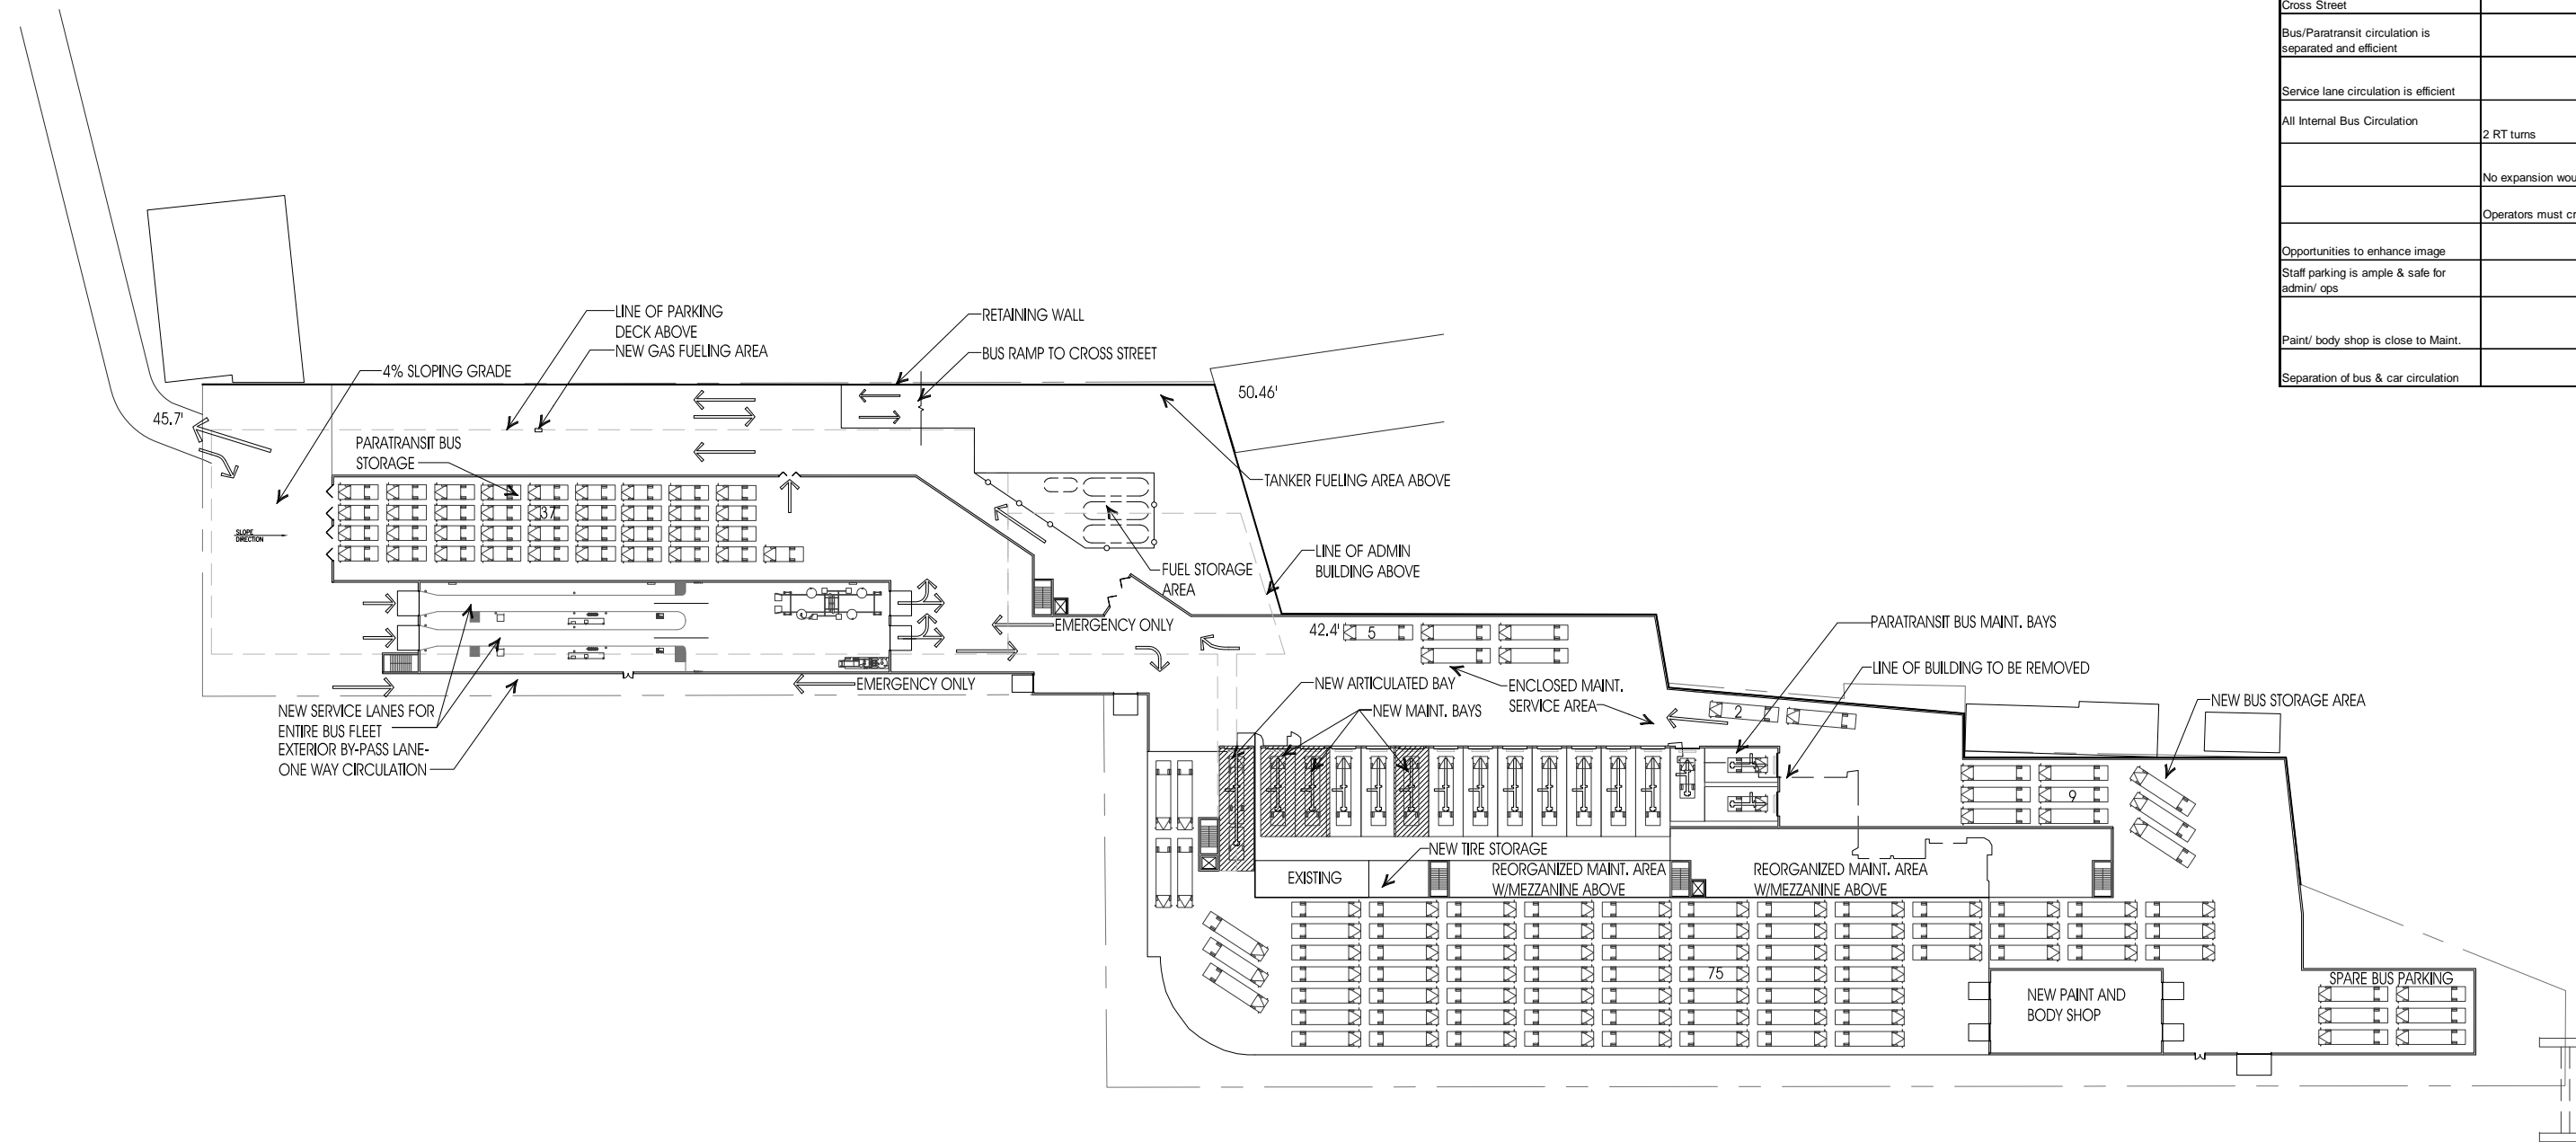 Cross Street
Bus/Paratransit circulation is
separated and efficient
Service lane circulation is efficient
All Internal Bus Circulation
2 RT turns
No expansion
Operators must
Opportunities to enhance image
Staff parking is ample & safe for
admin/ ops
Paint/ body shop is close to Maint.
Separation of bus & car circulation
LINE OF PARKING
DECK ABOVE
NEW GAS FUELING AREA
4% SLOPING GRADE
RETAINING WALL
BUS RAMP TO CROSS STREET
50.46'
45.7'
PARATRANSIT BUS
STORAGE
TANKER FUELING AREA ABOVE
37
SLOPE
DIRECTION
LINE OF ADMIN
BUILDING ABOVE
FUEL STORAGE
AREA
EMERGENCY ONLY
42.4'
5
PARATRANSIT BUS MAINT. BAYS
LINE OF BUILDING TO BE REMOVED
EMERGENCY ONLY
NEW ARTICULATED BAY
ENCLOSED MAINT.
SERVICE AREA
NEW MAINT. BAYS
2
NEW BUS STORAGE AREA
NEW SERVICE LANES FOR
ENTIRE BUS FLEET
EXTERIOR BY-PASS LANE-
ONE WAY CIRCULATION
9
NEW TIRE STORAGE
EXISTING
REORGANIZED MAINT. AREA
W/MEZZANINE ABOVE
REORGANIZED MAINT. AREA
W/MEZZANINE ABOVE
75
SPARE BUS PARKING
NEW PAINT AND
BODY SHOP